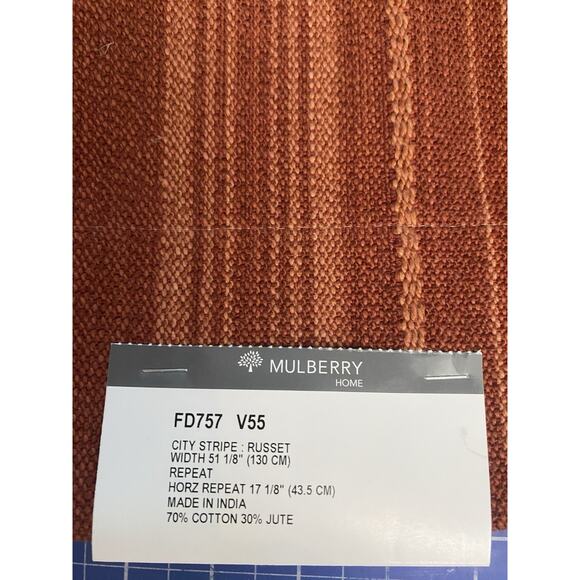 MULBERRY
HOME
FD757 V55
CITY STRIPE : RUSSET
WIDTH 51 1/8" (130 CM)
REPEAT
HORZ REPEAT 17 1/8" (43.5 CM)
MADE IN INDIA
70% COTTON 30% JUTE